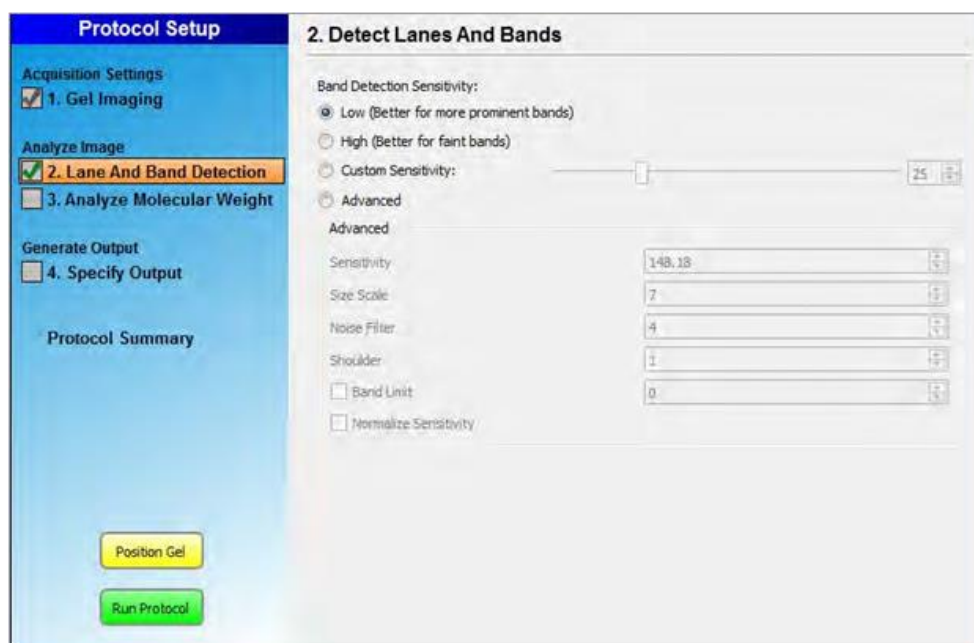 Protocol Setup
Acquisition Settings
1. Gel Imaging
Analyze Image
2. Lane And Band Detection
3. Analyze Molecular Weight
Generate Output
4. Specify Output
Protocol Summary
Position Gel
Run Protocol
2. Detect Lanes And Bands
Band Detection Sensitivity:
Low (Better for more prominent bands)
High (Better for faint bands)
Custom Sensitivity: 25
Advanced
Advanced
Sensitivity 148.18
Size Scale 7
Noise Filter 4
Shoulder 1
Band Limit 0
Normalize Sensitivity